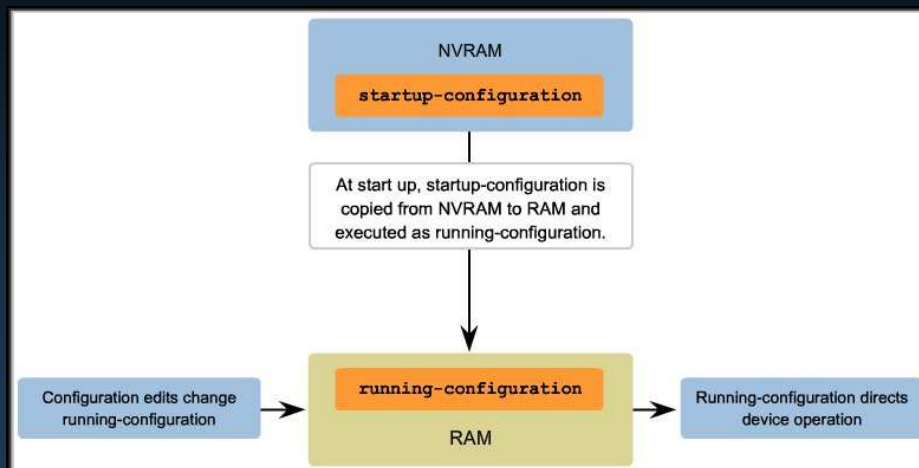 NVRAM
startup-configuration
At start up, startup-configuration is
copied from NVRAM to RAM and
executed as running-configuration.
running-configuration
RAM
Configuration edits change
running-configuration
Running-configuration directs
device operation